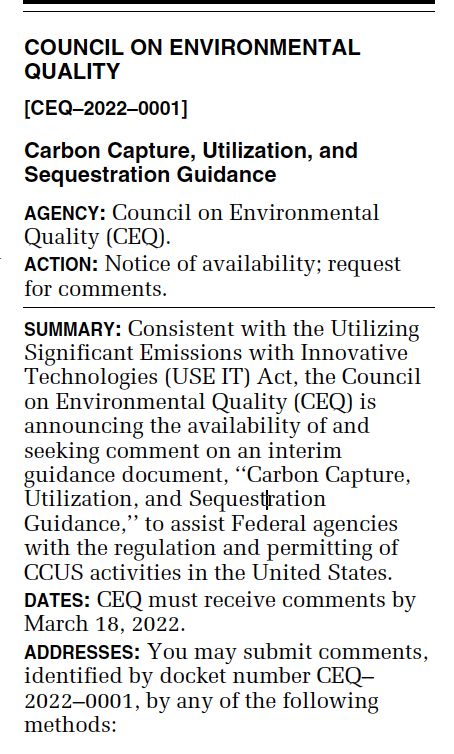 COUNCIL ON ENVIRONMENTAL
QUALITY
[CEQ–2022–0001]
Carbon Capture, Utilization, and
Sequestration Guidance
AGENCY: Council on Environmental
Quality (CEQ).
ACTION: Notice of availability; request
for comments.
SUMMARY: Consistent with the Utilizing
Significant Emissions with Innovative
Technologies (USE IT) Act, the Council
on Environmental Quality (CEQ) is
announcing the availability of and
seeking comment on an interim
guidance document, ‘‘Carbon Capture,
Utilization, and Sequestration
Guidance,’’ to assist Federal agencies
with the regulation and permitting of
CCUS activities in the United States.
DATES: CEQ must receive comments by
March 18, 2022.
ADDRESSES: You may submit comments,
identified by docket number CEQ–
2022–0001, by any of the following
methods: